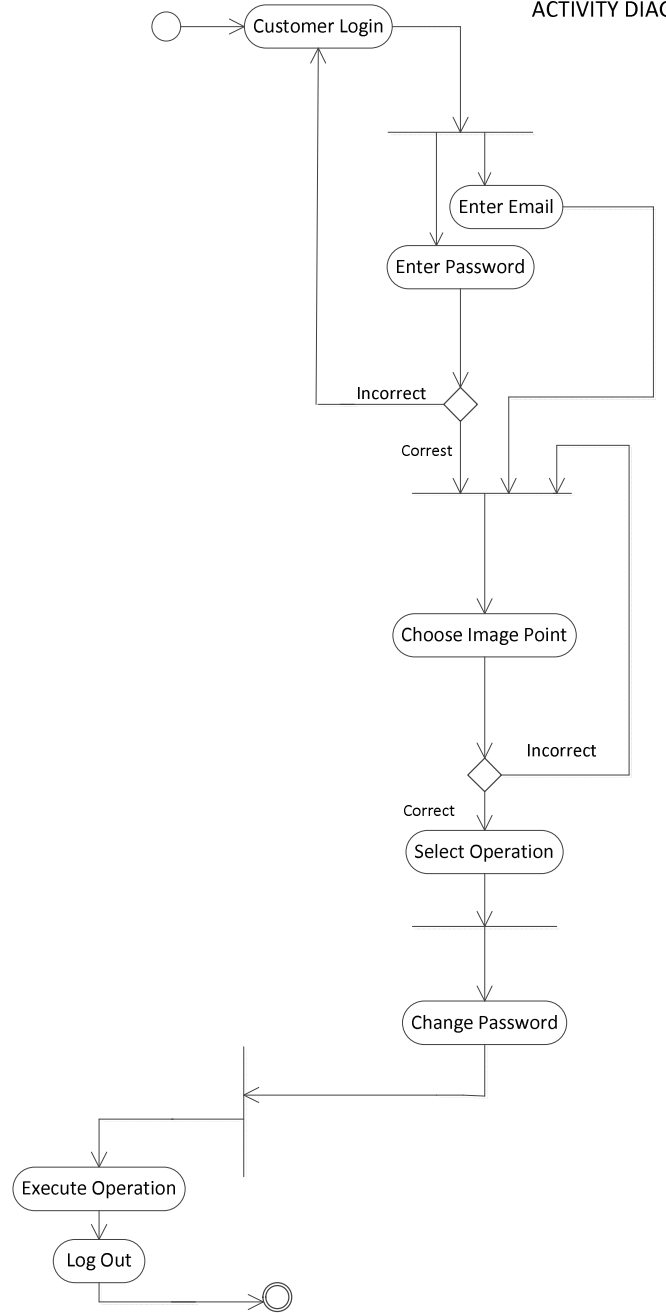 ACTIVITY DIAG
Customer Login
Enter Email
Enter Password
Incorrect
Correst
Choose Image Point
Incorrect
Correct
Select Operation
Change Password
Execute Operation
Log Out